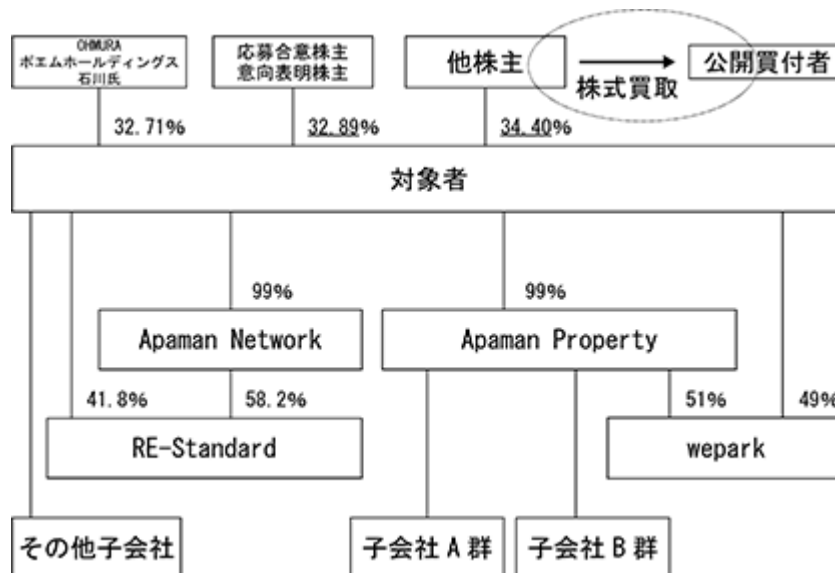 OHMURA
ポエムホールディングス
石川氏
応募合意株主
意向表明株主
他株主
株式買取
公開買付者
32.71%
32.89%
34.40%
対象者
99%
99%
Apaman Network
Apaman Property
41.8%
58.2%
51%
49%
RE-Standard
wepark
その他子会社
子会社A群
子会社B群